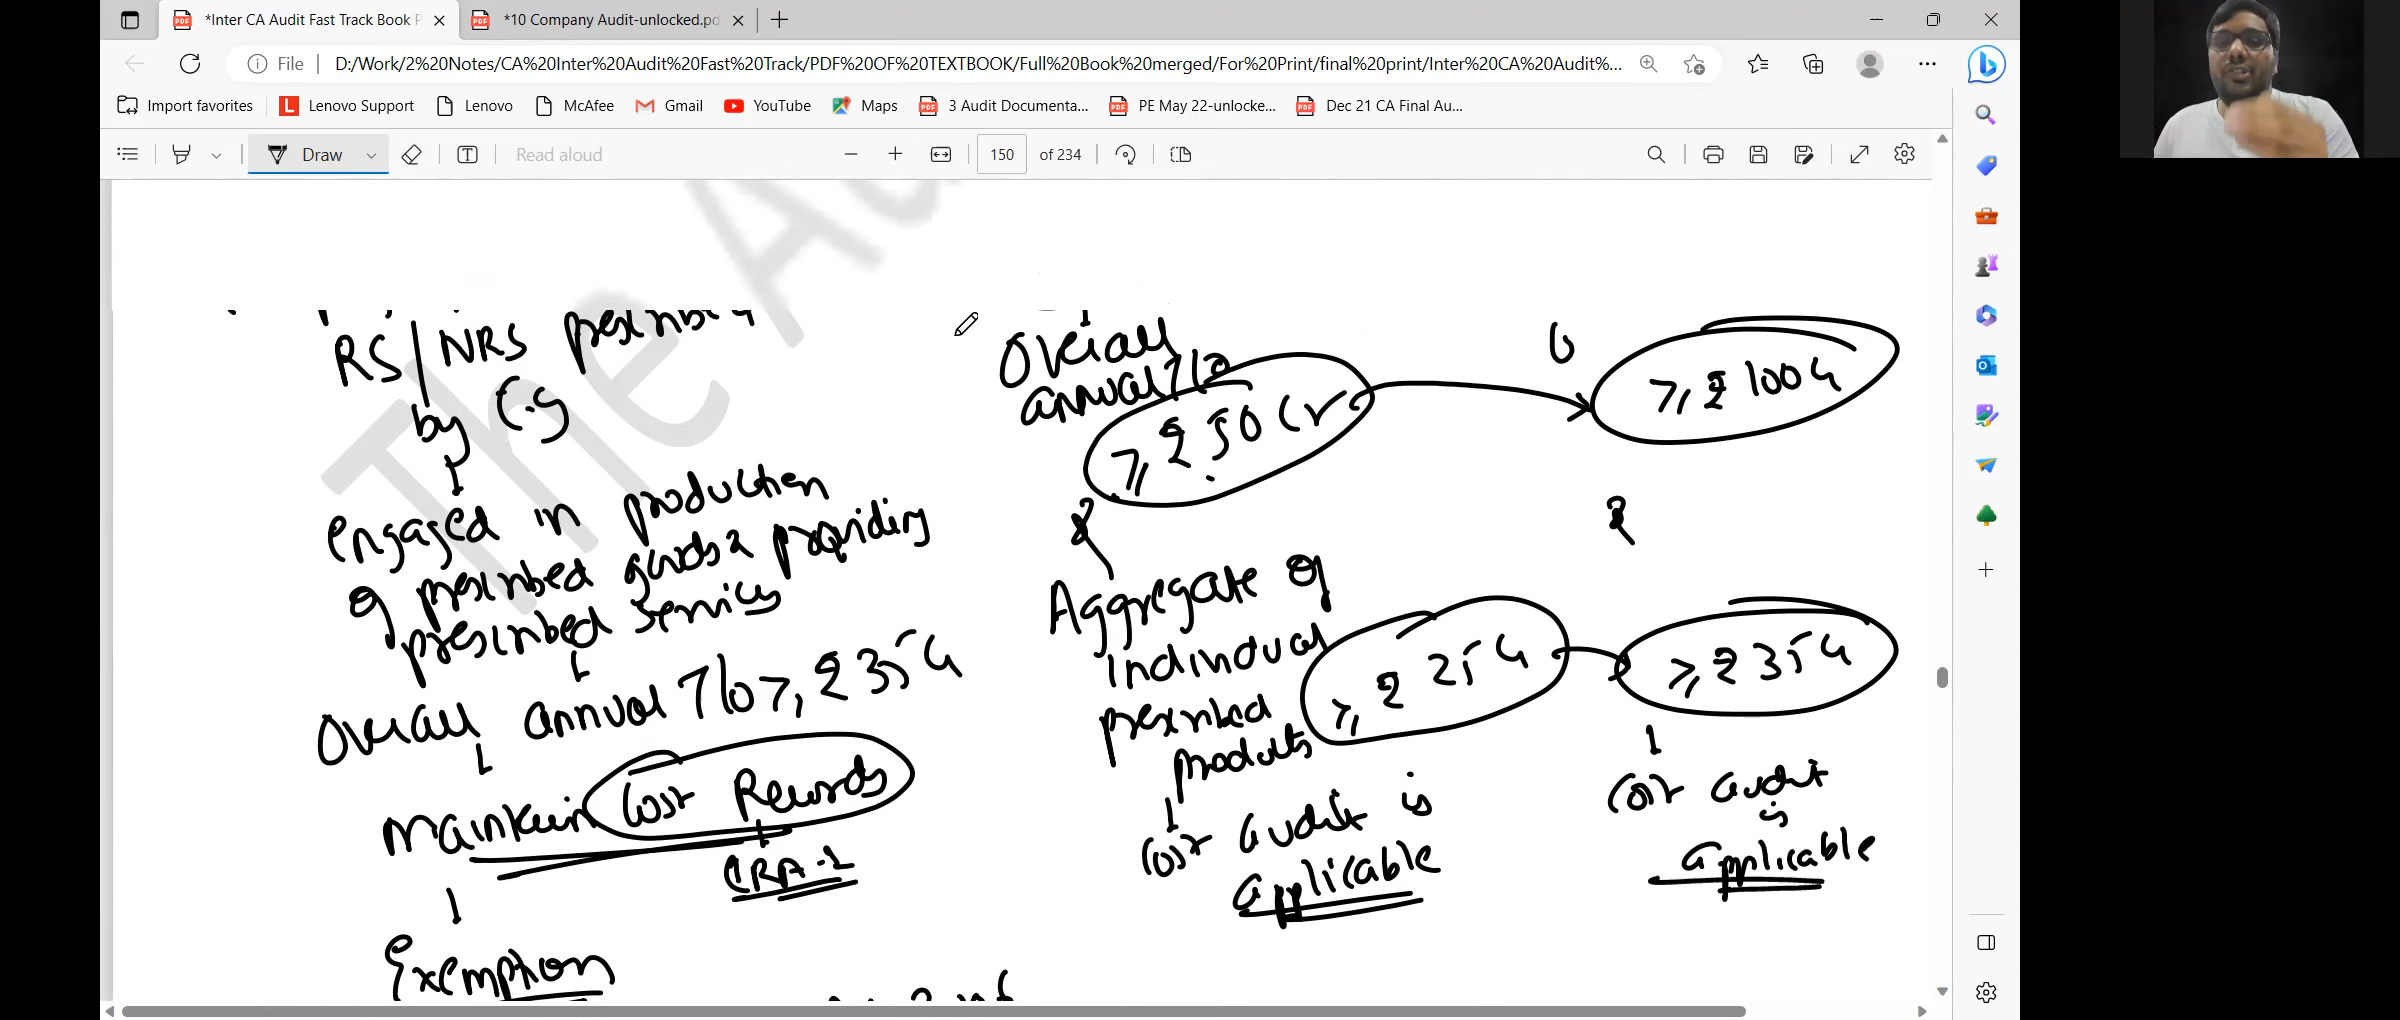 *Inter CA Audit Fast Track Book P
*10 Company Audit-unlocked.pd
File
D:/Work/2%20Notes/CA%20Inter%20Audit%20Fast%20Track/PDF%20OF%20TEXTBOOK/Full%20Book%20merged/For%20Print/final%20print/Inter%20CA%20Audit%...
Import favorites
Lenovo Support
Lenovo
McAfee
Gmail
YouTube
Maps
3 Audit Documenta...
PE May 22-unlocke...
Dec 21 CA Final Au...
Draw
Read aloud
150 of 234
The Au
RS/NRS prescribed
by C.G
engaged in production
of prescribed goods & providing
prescribed services
Overall annual T/O ≥ ₹ 35 Cr
Maintain Cost Records
CRA-1
Exemption
Overall
annual T/O
≥ ₹ 50 Cr
≥ ₹ 100 Cr
&
&
Aggregate of
individual
prescribed
products
≥ ₹ 25 Cr
≥ ₹ 35 Cr
Cost audit is
applicable
Cost audit
is
applicable